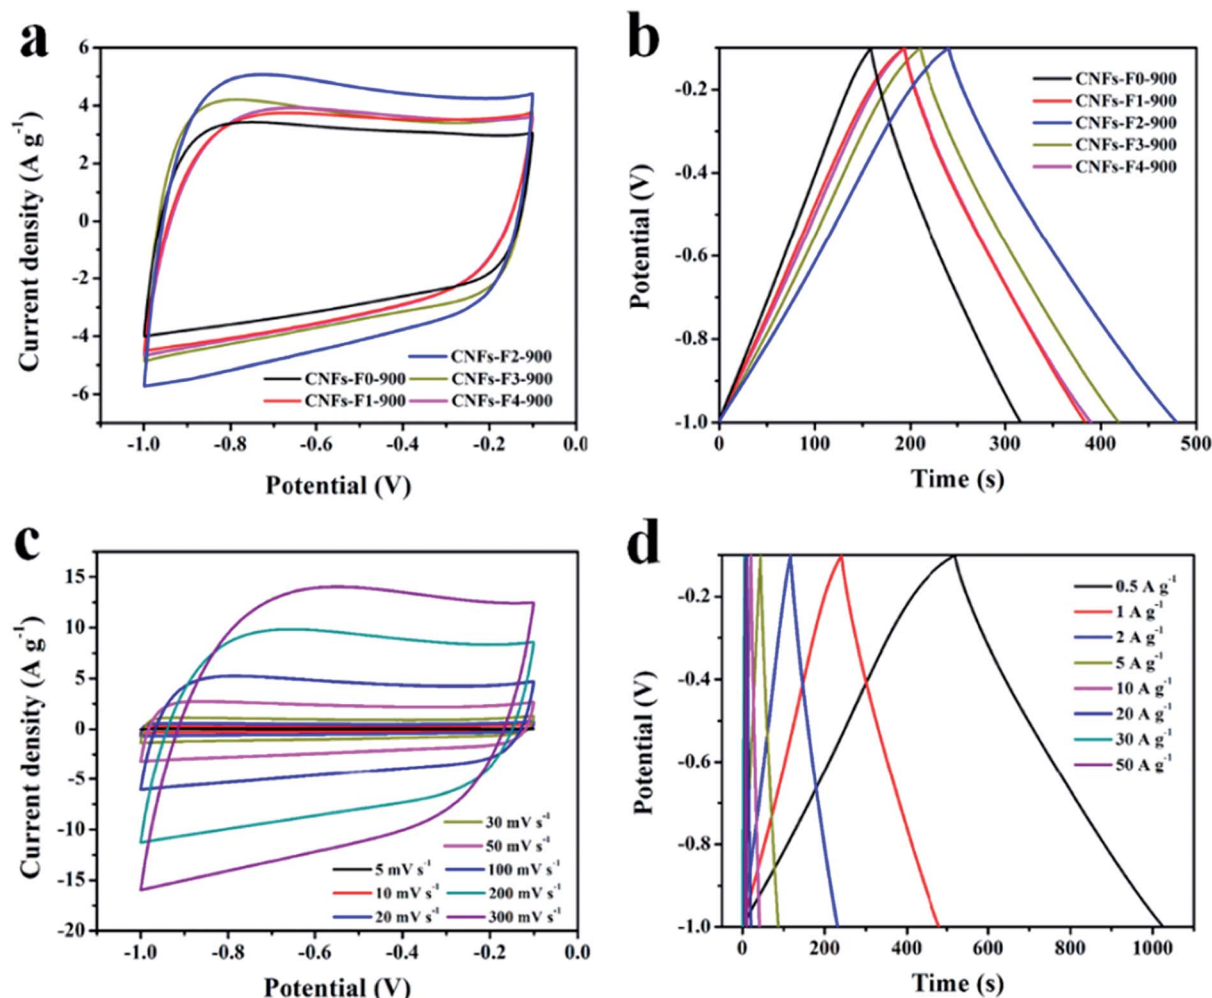 a
6
4
2
0
-2
-4
-6
-1.0 -0.8 -0.6 -0.4 -0.2 0.0
Current density (A g⁻¹)
Potential (V)
CNFs-F2-900
CNFs-F0-900 CNFs-F3-900
CNFs-F1-900 CNFs-F4-900
b
-0.2
-0.4
-0.6
-0.8
-1.0
0 100 200 300 400 500
Potential (V)
Time (s)
CNFs-F0-900
CNFs-F1-900
CNFs-F2-900
CNFs-F3-900
CNFs-F4-900
c
15
10
5
0
-5
-10
-15
-20
-1.0 -0.8 -0.6 -0.4 -0.2 0.0
Current density (A g⁻¹)
Potential (V)
30 mV s⁻¹
50 mV s⁻¹
5 mV s⁻¹ 100 mV s⁻¹
10 mV s⁻¹ 200 mV s⁻¹
20 mV s⁻¹ 300 mV s⁻¹
d
-0.2
-0.4
-0.6
-0.8
-1.0
0 200 400 600 800 1000
Potential (V)
Time (s)
0.5 A g⁻¹
1 A g⁻¹
2 A g⁻¹
5 A g⁻¹
10 A g⁻¹
20 A g⁻¹
30 A g⁻¹
50 A g⁻¹